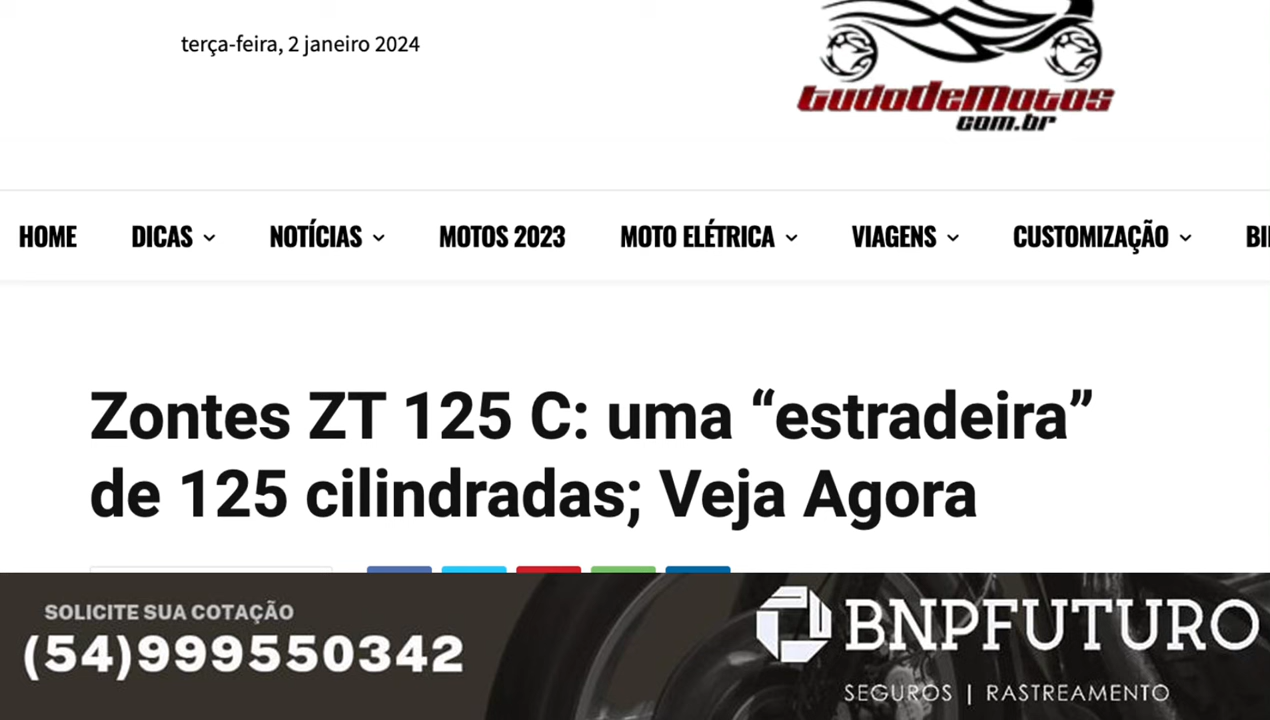 terça-feira, 2 janeiro 2024
tudoDeMotos
com.br
HOME DICAS NOTÍCIAS MOTOS 2023 MOTO ELÉTRICA VIAGENS CUSTOMIZAÇÃO
Zontes ZT 125 C: uma “estradeira”
de 125 cilindradas; Veja Agora
SOLICITE SUA COTAÇÃO
(54)999550342
BNPFUTURO
SEGUROS | RASTREAMENTO